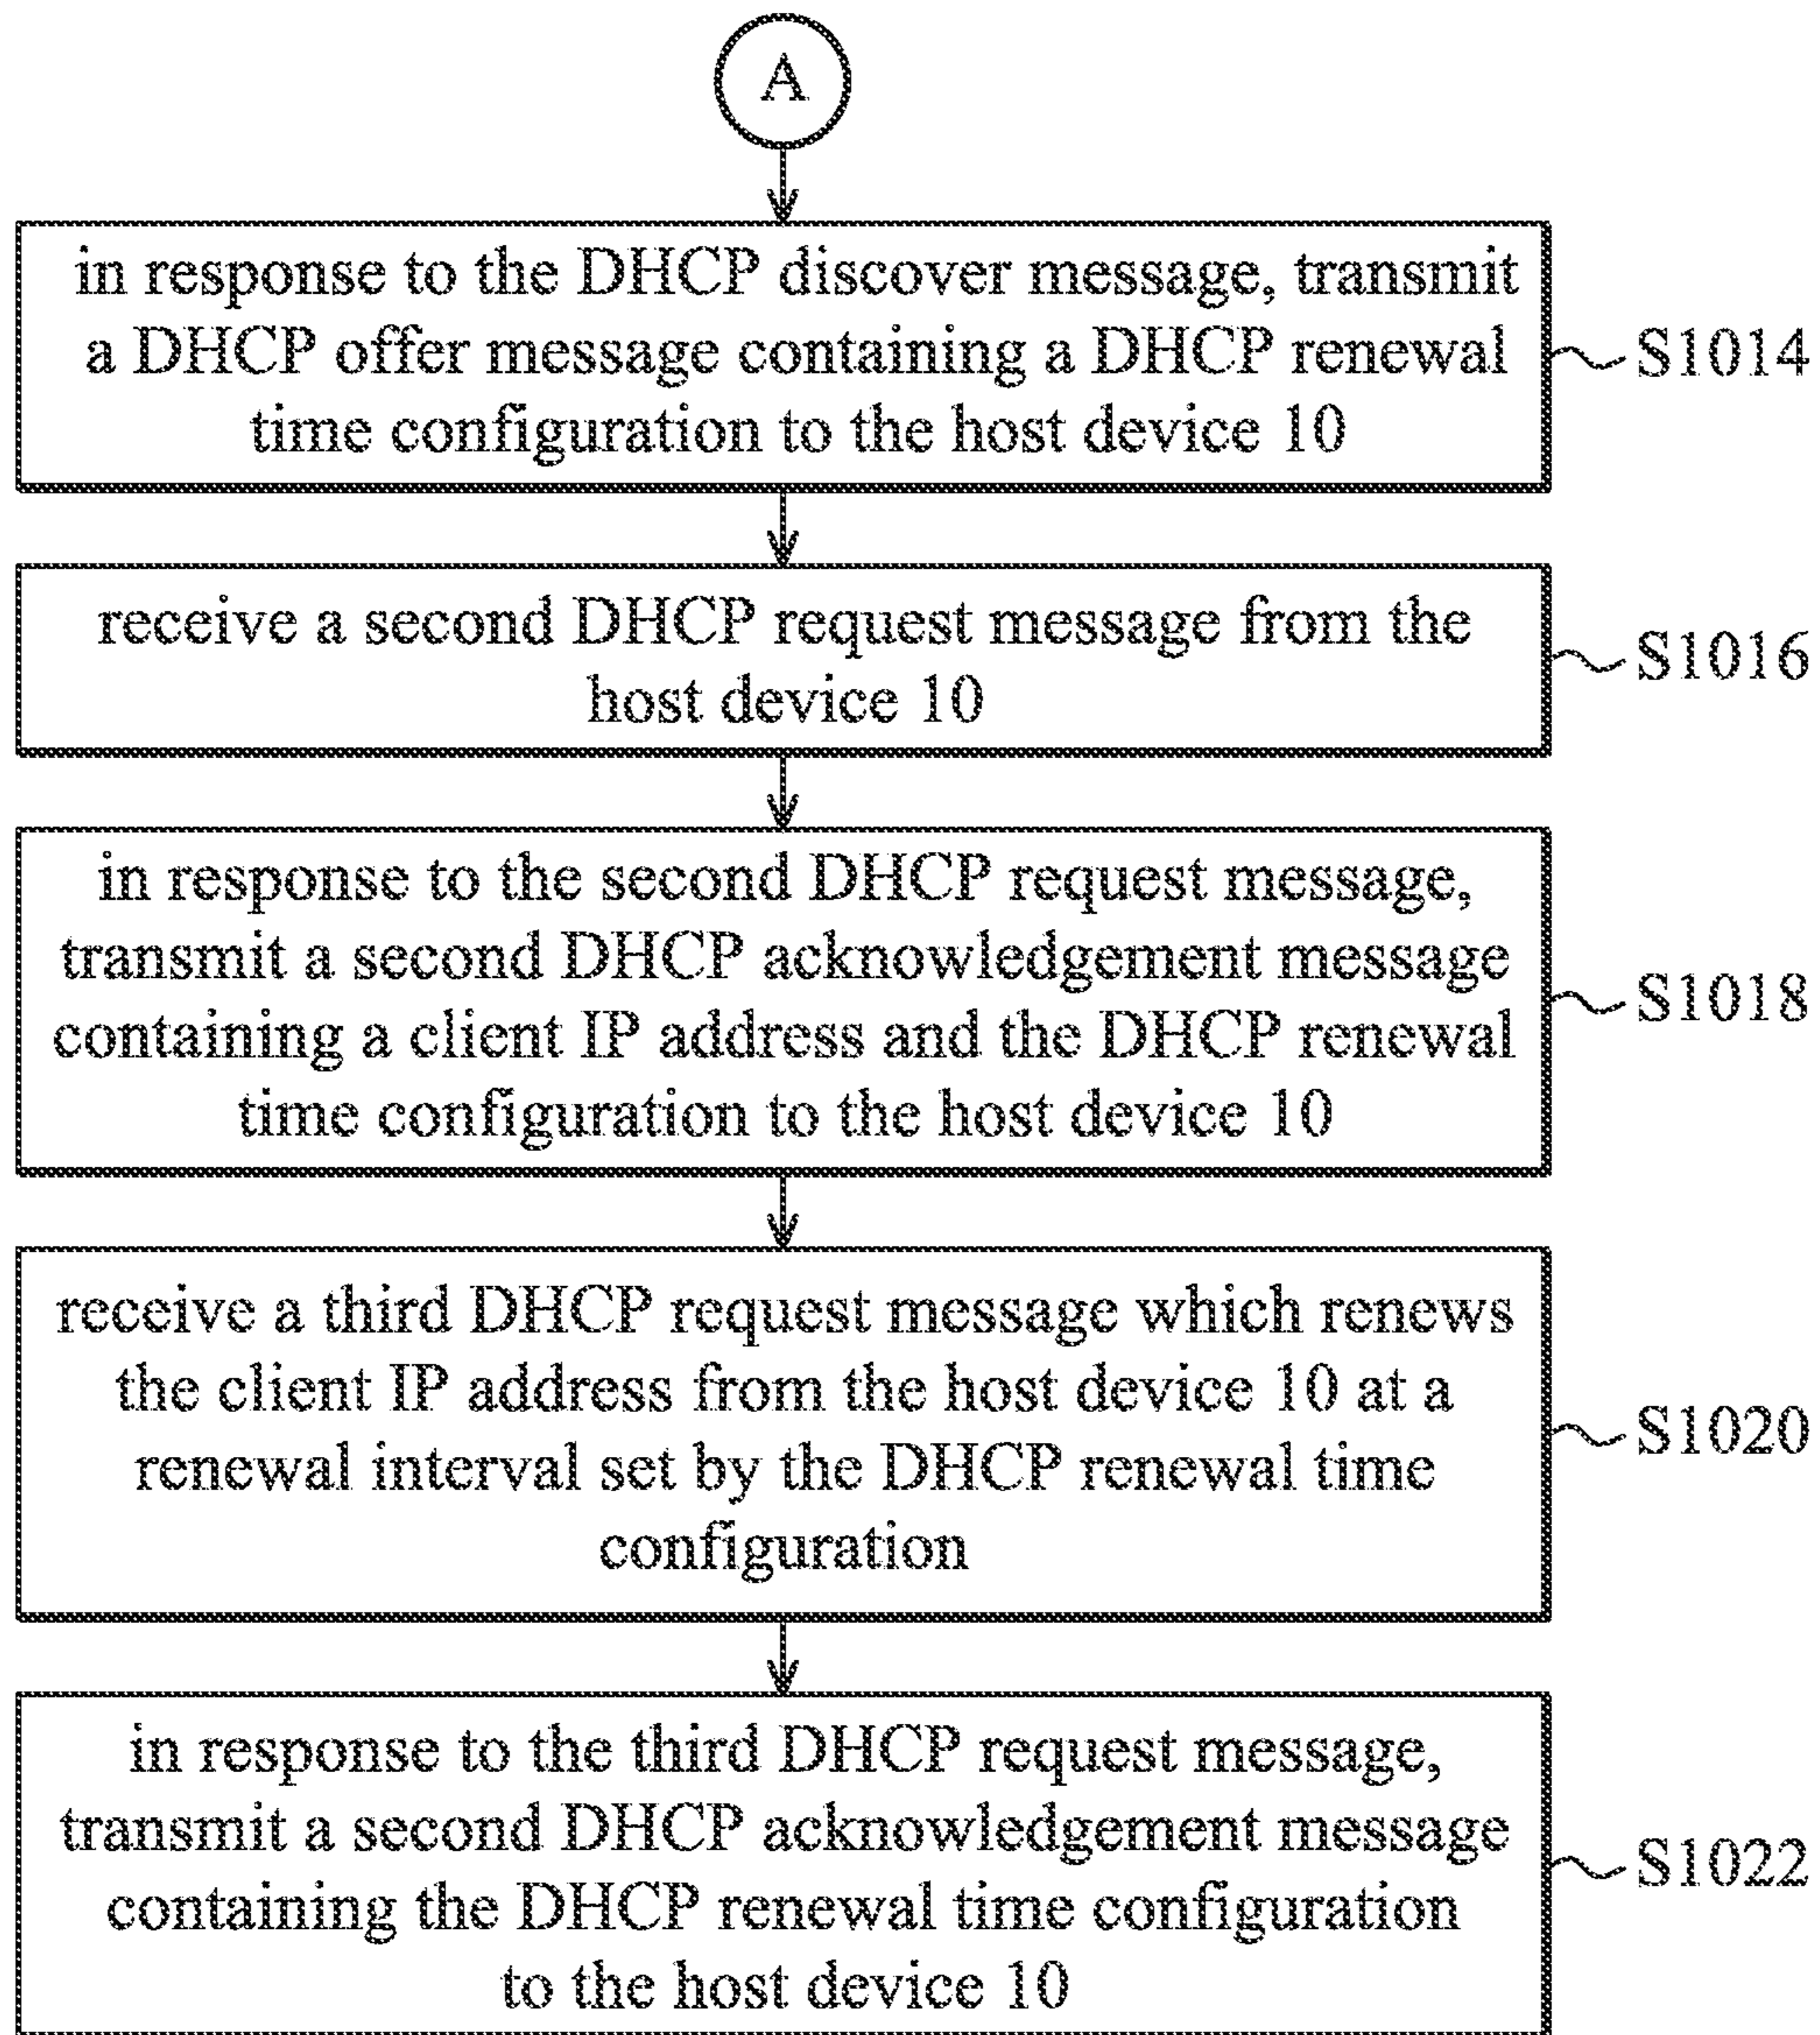 A
in response to the DHCP discover message, transmit
a DHCP offer message containing a DHCP renewal
time configuration to the host device 10
S1014
receive a second DHCP request message from the
host device 10
S1016
in response to the second DHCP request message,
transmit a second DHCP acknowledgement message
containing a client IP address and the DHCP renewal
time configuration to the host device 10
S1018
receive a third DHCP request message which renews
the client IP address from the host device 10 at a
renewal interval set by the DHCP renewal time
configuration
S1020
in response to the third DHCP request message,
transmit a second DHCP acknowledgement message
containing the DHCP renewal time configuration
to the host device 10
S1022